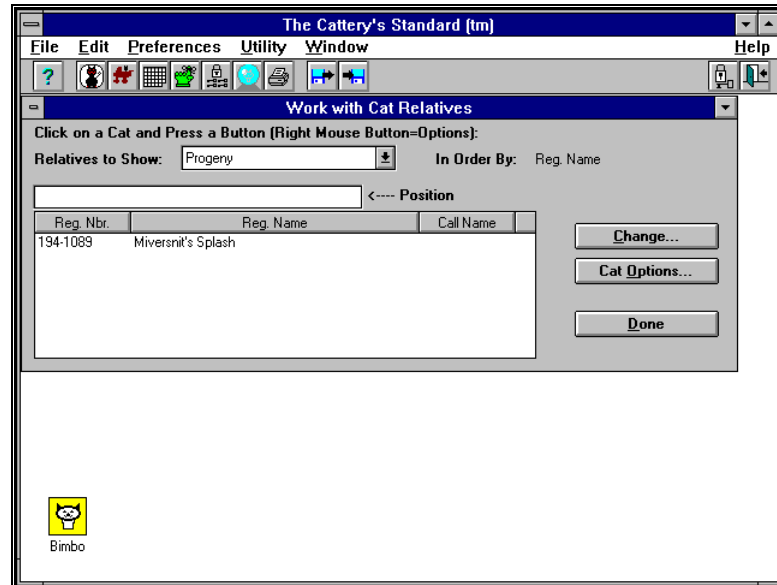 The Cattery's Standard (tm)
File Edit Preferences Utility Window Help
?
Work with Cat Relatives
Click on a Cat and Press a Button (Right Mouse Button=Options):
Relatives to Show: Progeny In Order By: Reg. Name
<---- Position
Reg. Nbr. Reg. Name Call Name
194-1089 Miversnit's Splash
Change...
Cat Options...
Done
Bimbo